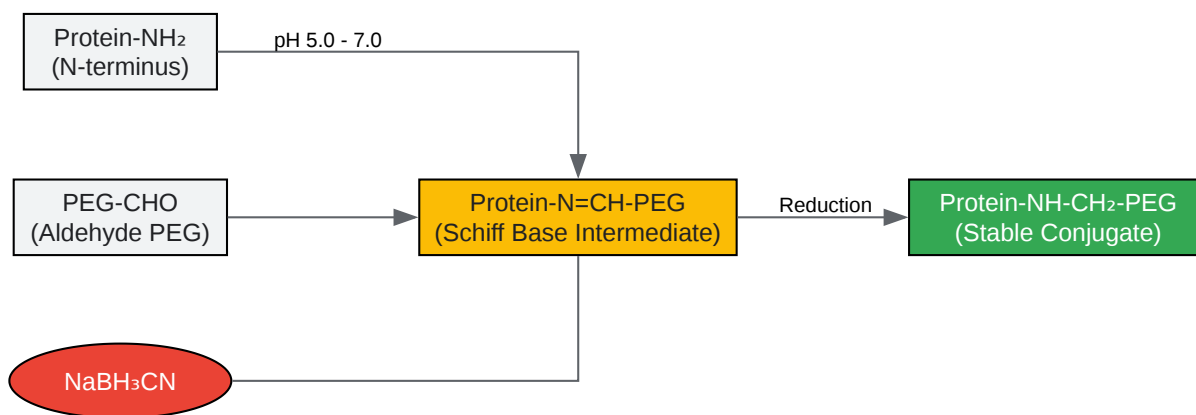 Protein-NH₂
(N-terminus)
pH 5.0 - 7.0
PEG-CHO
(Aldehyde PEG)
Protein-N=CH-PEG
(Schiff Base Intermediate)
Reduction
Protein-NH-CH₂-PEG
(Stable Conjugate)
NaBH₃CN